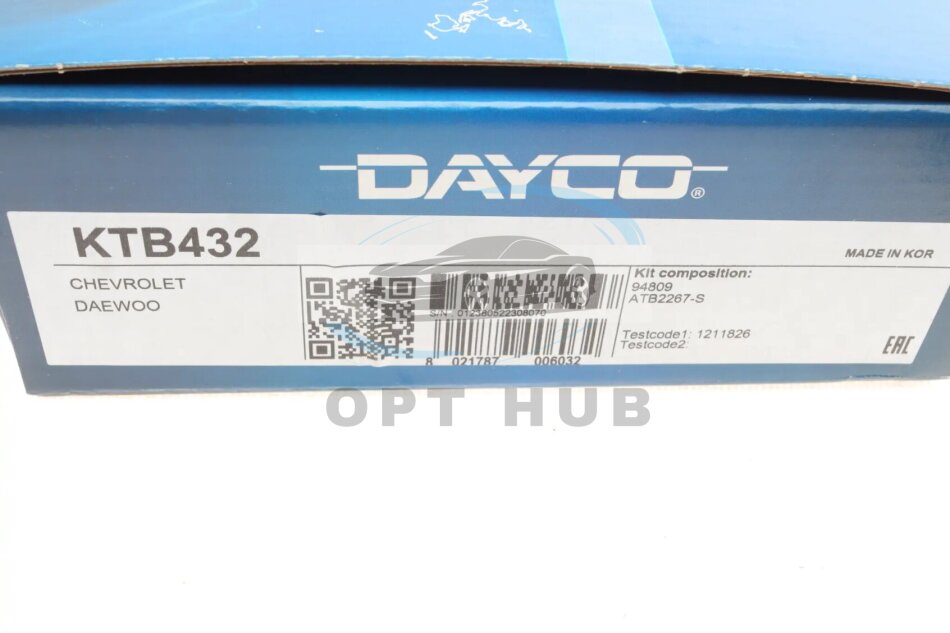 DAYCO®
KTB432
MADE IN KOR
CHEVROLET
DAEWOO
Kit composition:
94809
ATB2267-S
S/N: 012380522308070
Testcode1: 1211826
Testcode2:
8 021787 006032
EAC
OPT HUB